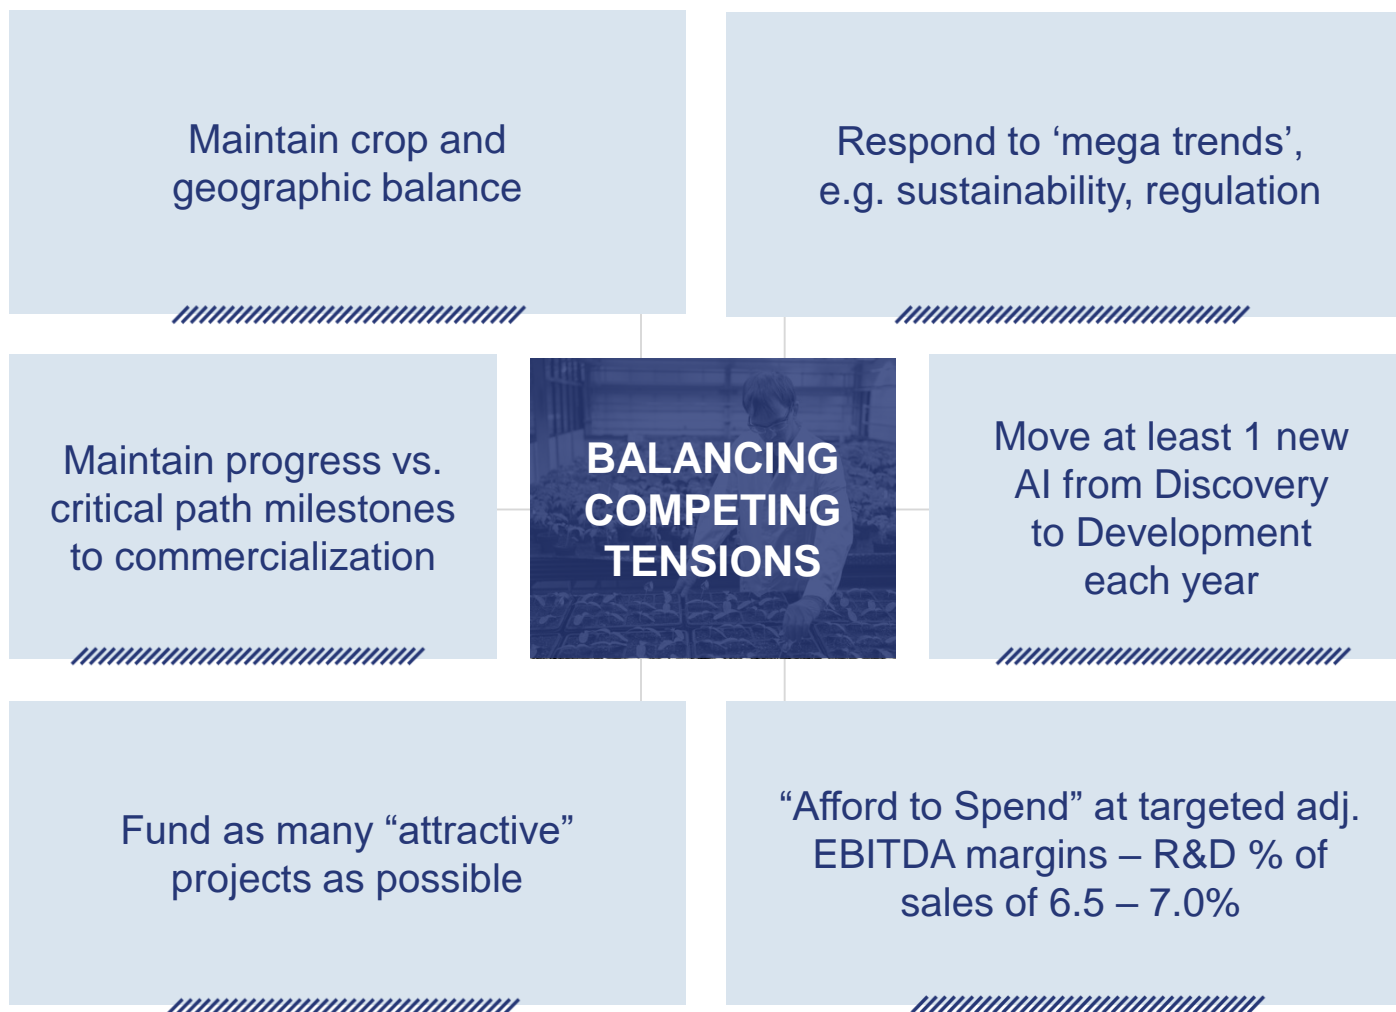 Maintain crop and
geographic balance
Respond to ‘mega trends’,
e.g. sustainability, regulation
Maintain progress vs.
critical path milestones
to commercialization
BALANCING
COMPETING
TENSIONS
Move at least 1 new
AI from Discovery
to Development
each year
Fund as many “attractive”
projects as possible
“Afford to Spend” at targeted adj.
EBITDA margins – R&D % of
sales of 6.5 – 7.0%